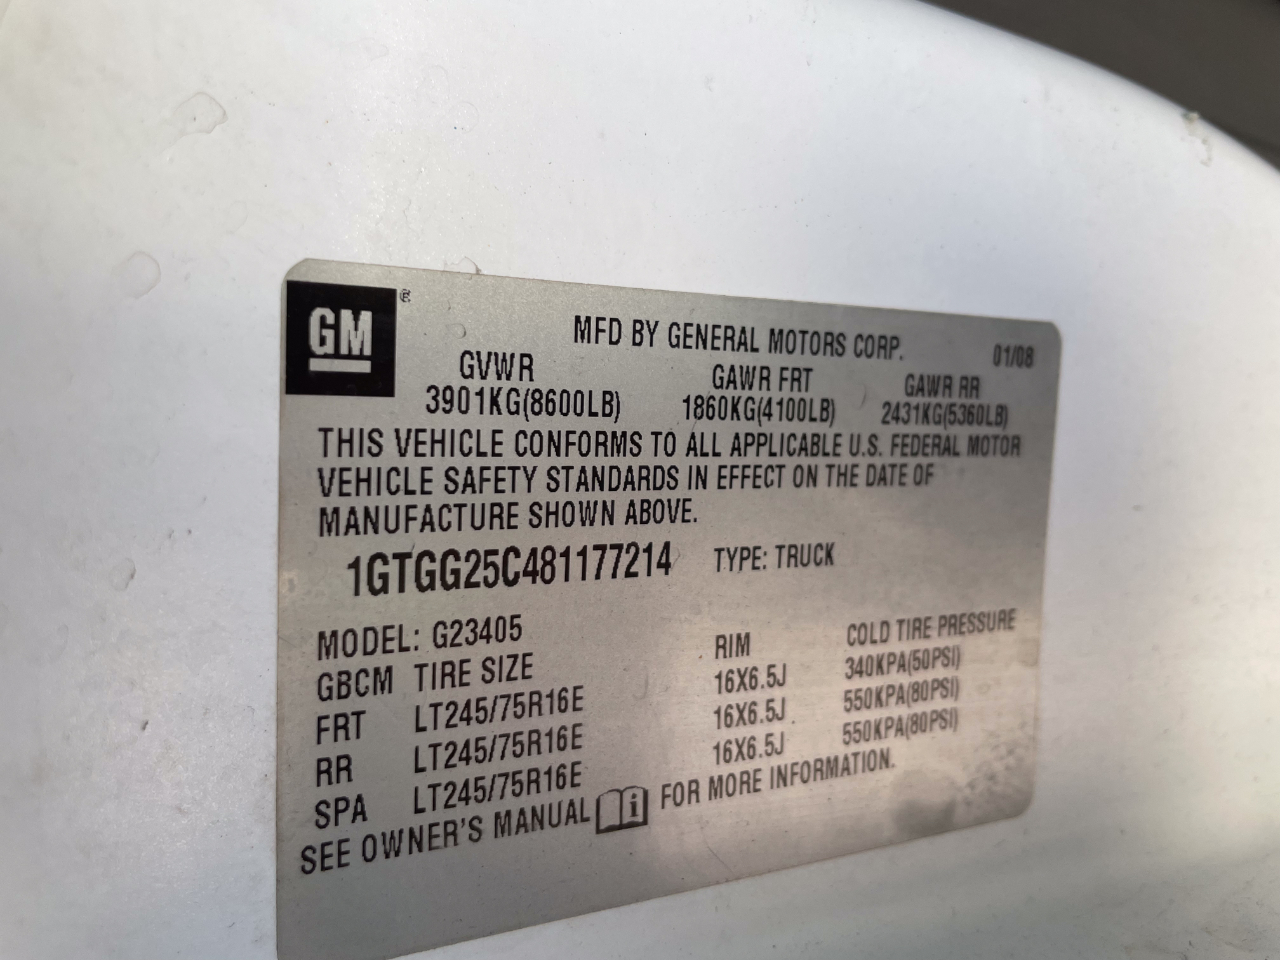 GM ®
MFD BY GENERAL MOTORS CORP. 01/08
GVWR GAWR FRT GAWR RR
3901KG(8600LB) 1860KG(4100LB) 2431KG(5360LB)
THIS VEHICLE CONFORMS TO ALL APPLICABLE U.S. FEDERAL MOTOR
VEHICLE SAFETY STANDARDS IN EFFECT ON THE DATE OF
MANUFACTURE SHOWN ABOVE.
1GTGG25C481177214 TYPE: TRUCK
MODEL: G23405
GBCM TIRE SIZE RIM COLD TIRE PRESSURE
FRT LT245/75R16E 16X6.5J 340KPA(50PSI)
RR LT245/75R16E 16X6.5J 550KPA(80PSI)
SPA LT245/75R16E 16X6.5J 550KPA(80PSI)
SEE OWNER'S MANUAL i FOR MORE INFORMATION.